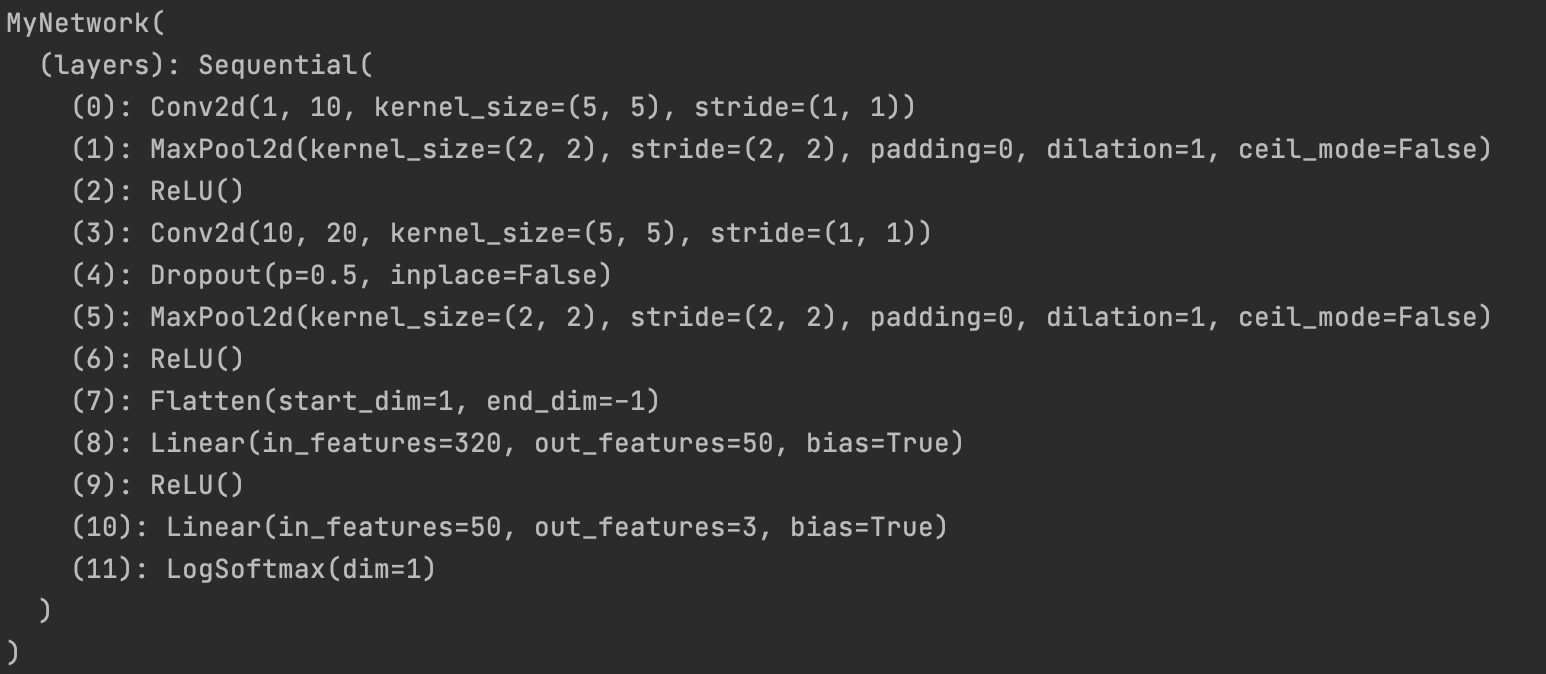 MyNetwork(
  (layers): Sequential(
    (0): Conv2d(1, 10, kernel_size=(5, 5), stride=(1, 1))
    (1): MaxPool2d(kernel_size=(2, 2), stride=(2, 2), padding=0, dilation=1, ceil_mode=False)
    (2): ReLU()
    (3): Conv2d(10, 20, kernel_size=(5, 5), stride=(1, 1))
    (4): Dropout(p=0.5, inplace=False)
    (5): MaxPool2d(kernel_size=(2, 2), stride=(2, 2), padding=0, dilation=1, ceil_mode=False)
    (6): ReLU()
    (7): Flatten(start_dim=1, end_dim=-1)
    (8): Linear(in_features=320, out_features=50, bias=True)
    (9): ReLU()
    (10): Linear(in_features=50, out_features=3, bias=True)
    (11): LogSoftmax(dim=1)
  )
)